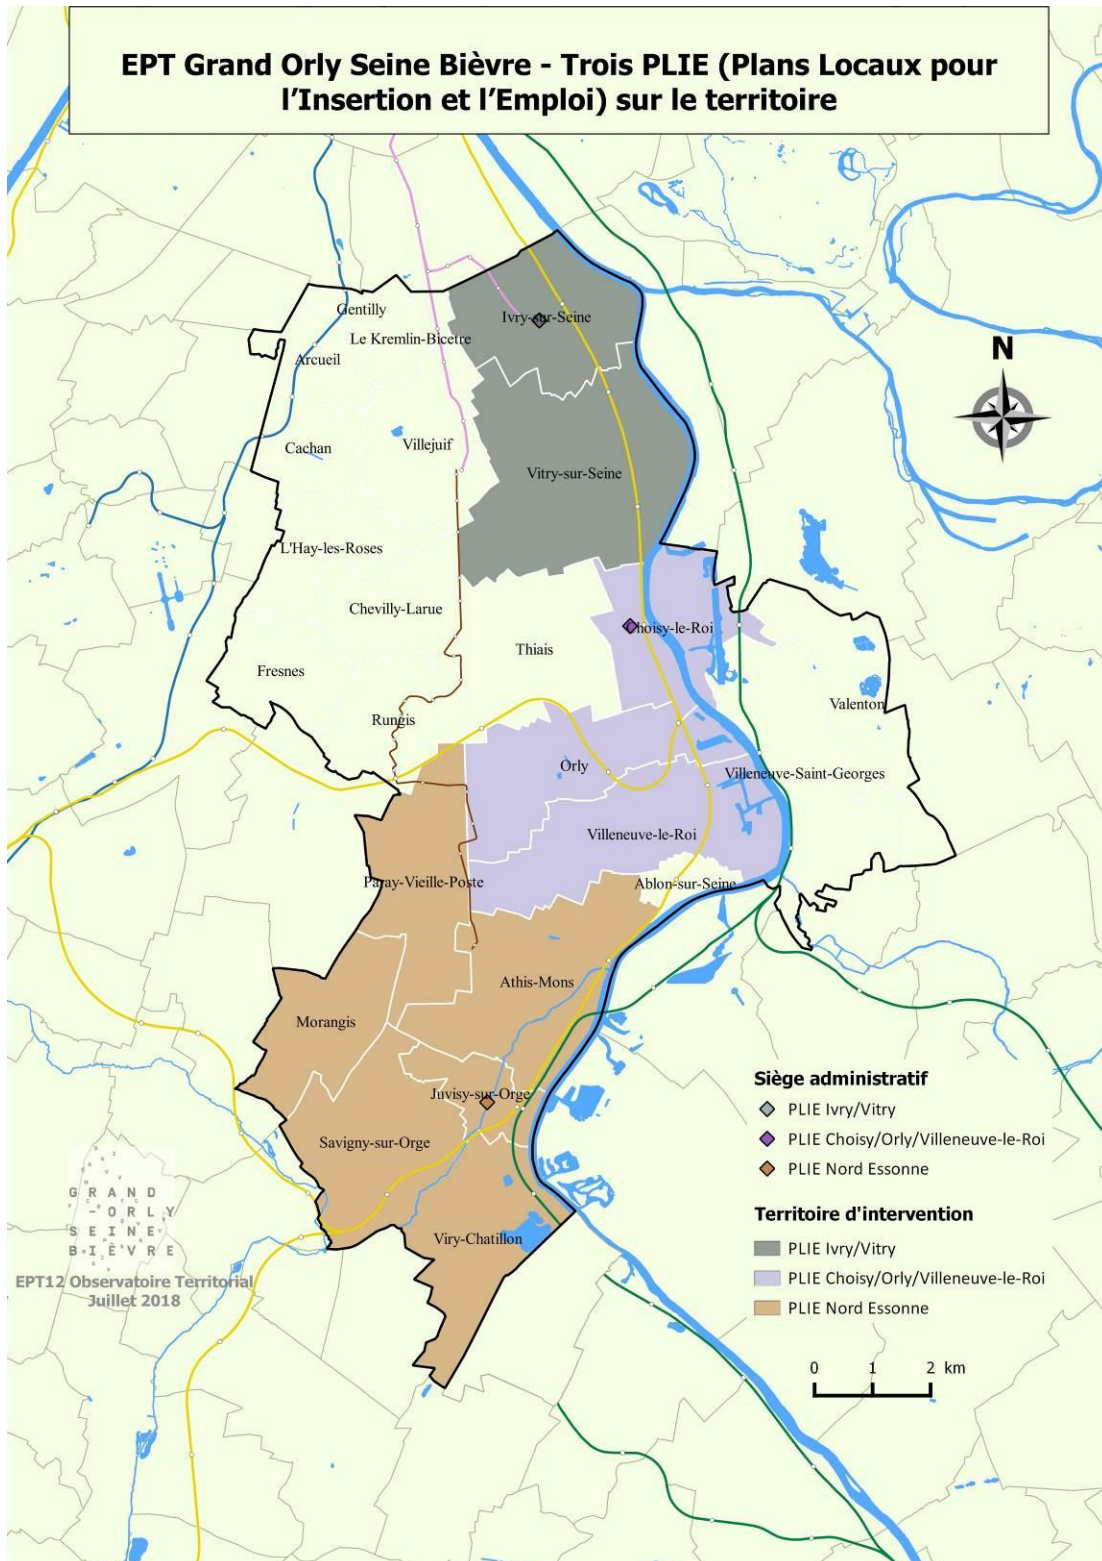 EPT Grand Orly Seine Bièvre - Trois PLIE (Plans Locaux pour
l'Insertion et l'Emploi) sur le territoire
Gentilly
Ivry-sur-Seine
Le Kremlin-Bicetre
Arcueil
N
Cachan
Villejuif
Vitry-sur-Seine
L'Hay-les-Roses
Chevilly-Larue
Choisy-le-Roi
Thiais
Fresnes
Valenton
Rungis
Orly
Villeneuve-Saint-Georges
Villeneuve-le-Roi
Paray-Vieille-Poste
Ablon-sur-Seine
Athis-Mons
Morangis
Juvisy-sur-Orge
Savigny-sur-Orge
Viry-Chatillon
Siège administratif
PLIE Ivry/Vitry
PLIE Choisy/Orly/Villeneuve-le-Roi
PLIE Nord Essonne
Territoire d'intervention
PLIE Ivry/Vitry
PLIE Choisy/Orly/Villeneuve-le-Roi
PLIE Nord Essonne
0 1 2 km
GRAND
-ORLY
SEINE
BIÈVRE
EPT12 Observatoire Territorial
Juillet 2018